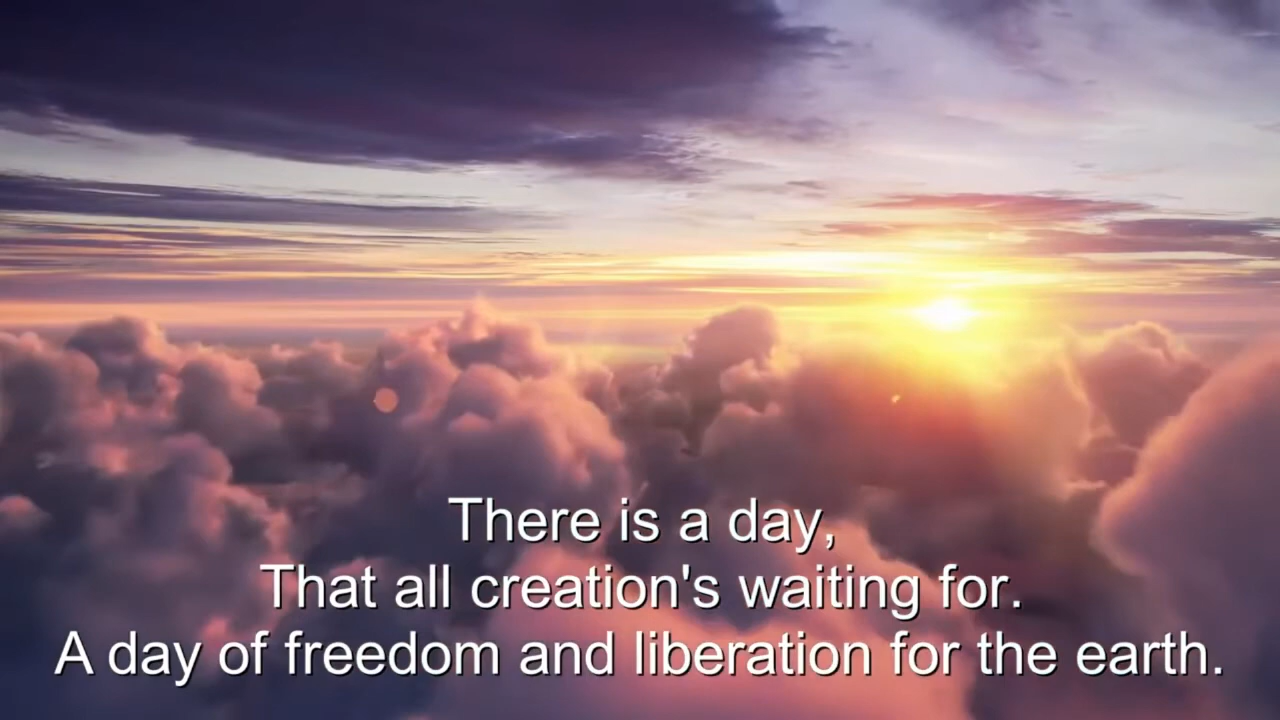 There is a day,
That all creation's waiting for.
A day of freedom and liberation for the earth.